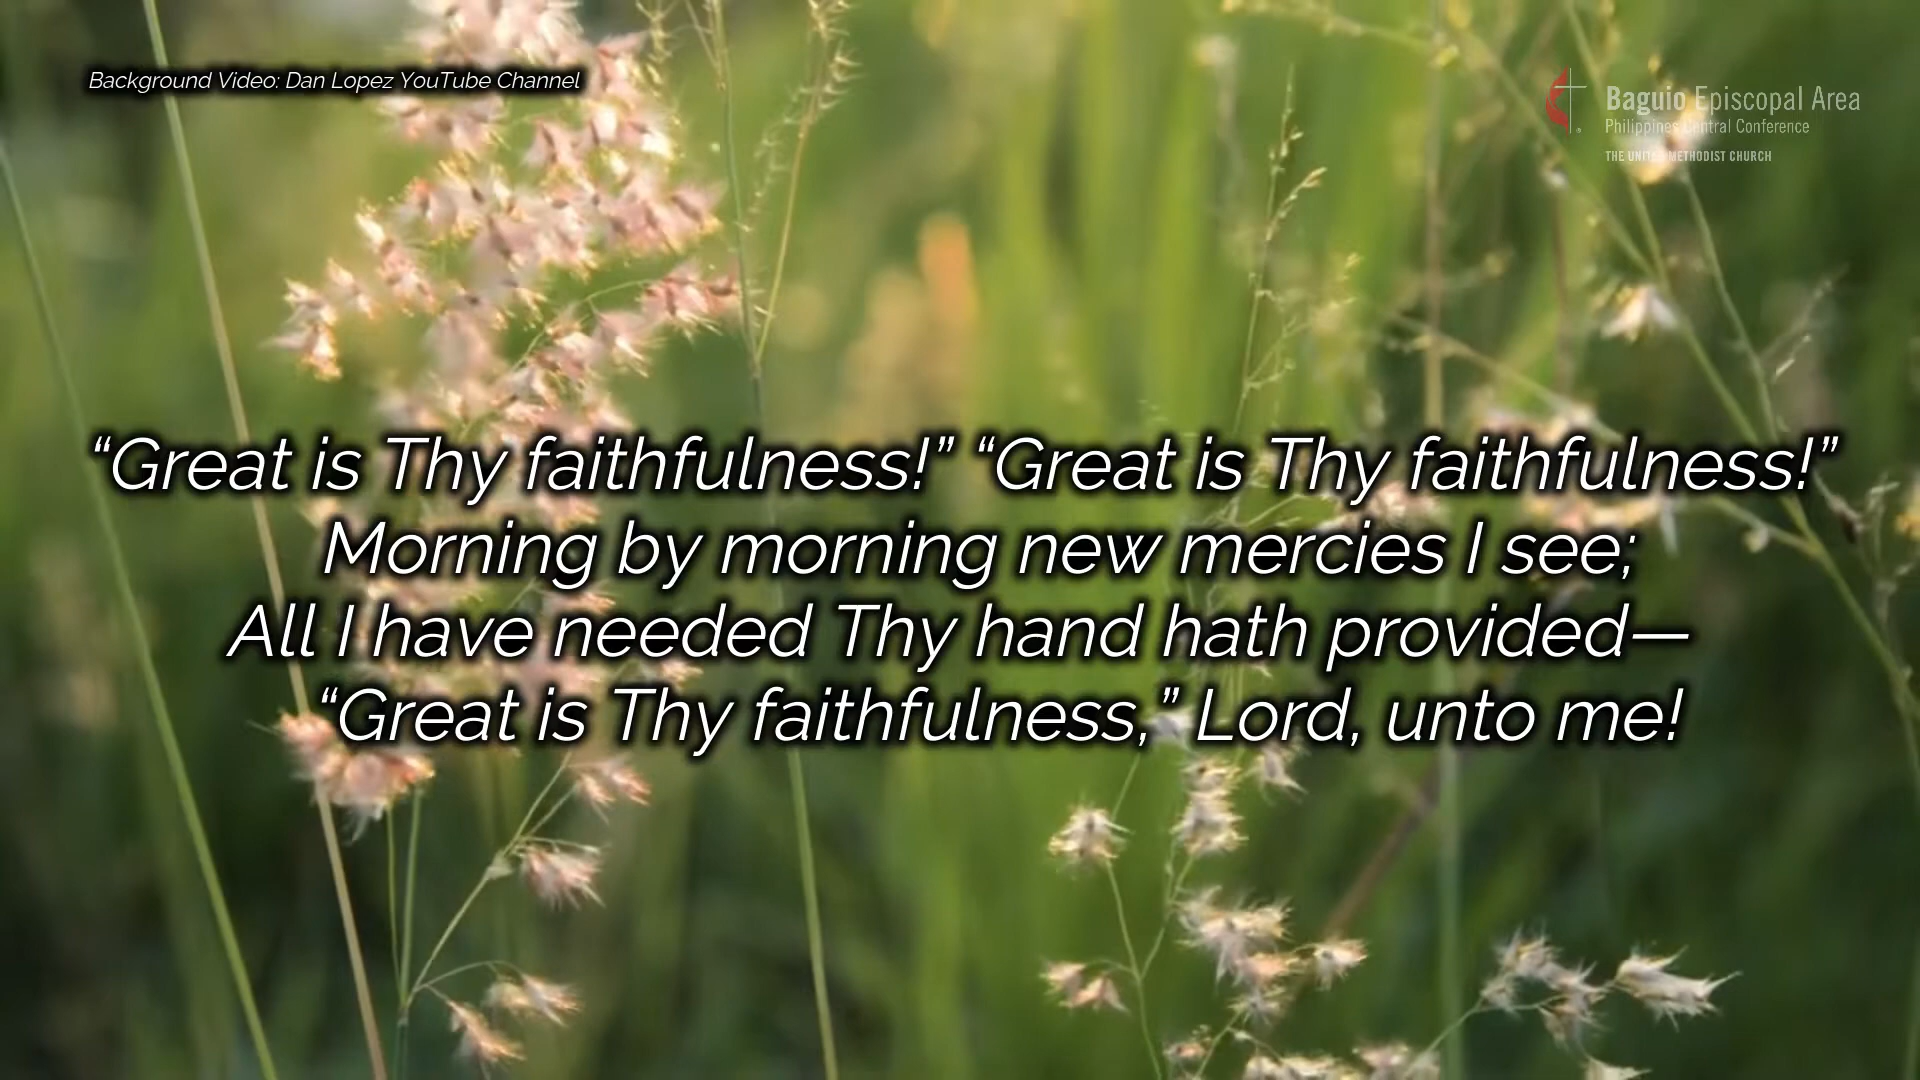 Background Video: Dan Lopez YouTube Channel
Baguio Episcopal Area
Philippines Central Conference
THE UNITED METHODIST CHURCH
“Great is Thy faithfulness!” “Great is Thy faithfulness!”
Morning by morning new mercies I see;
All I have needed Thy hand hath provided—
“Great is Thy faithfulness,” Lord, unto me!